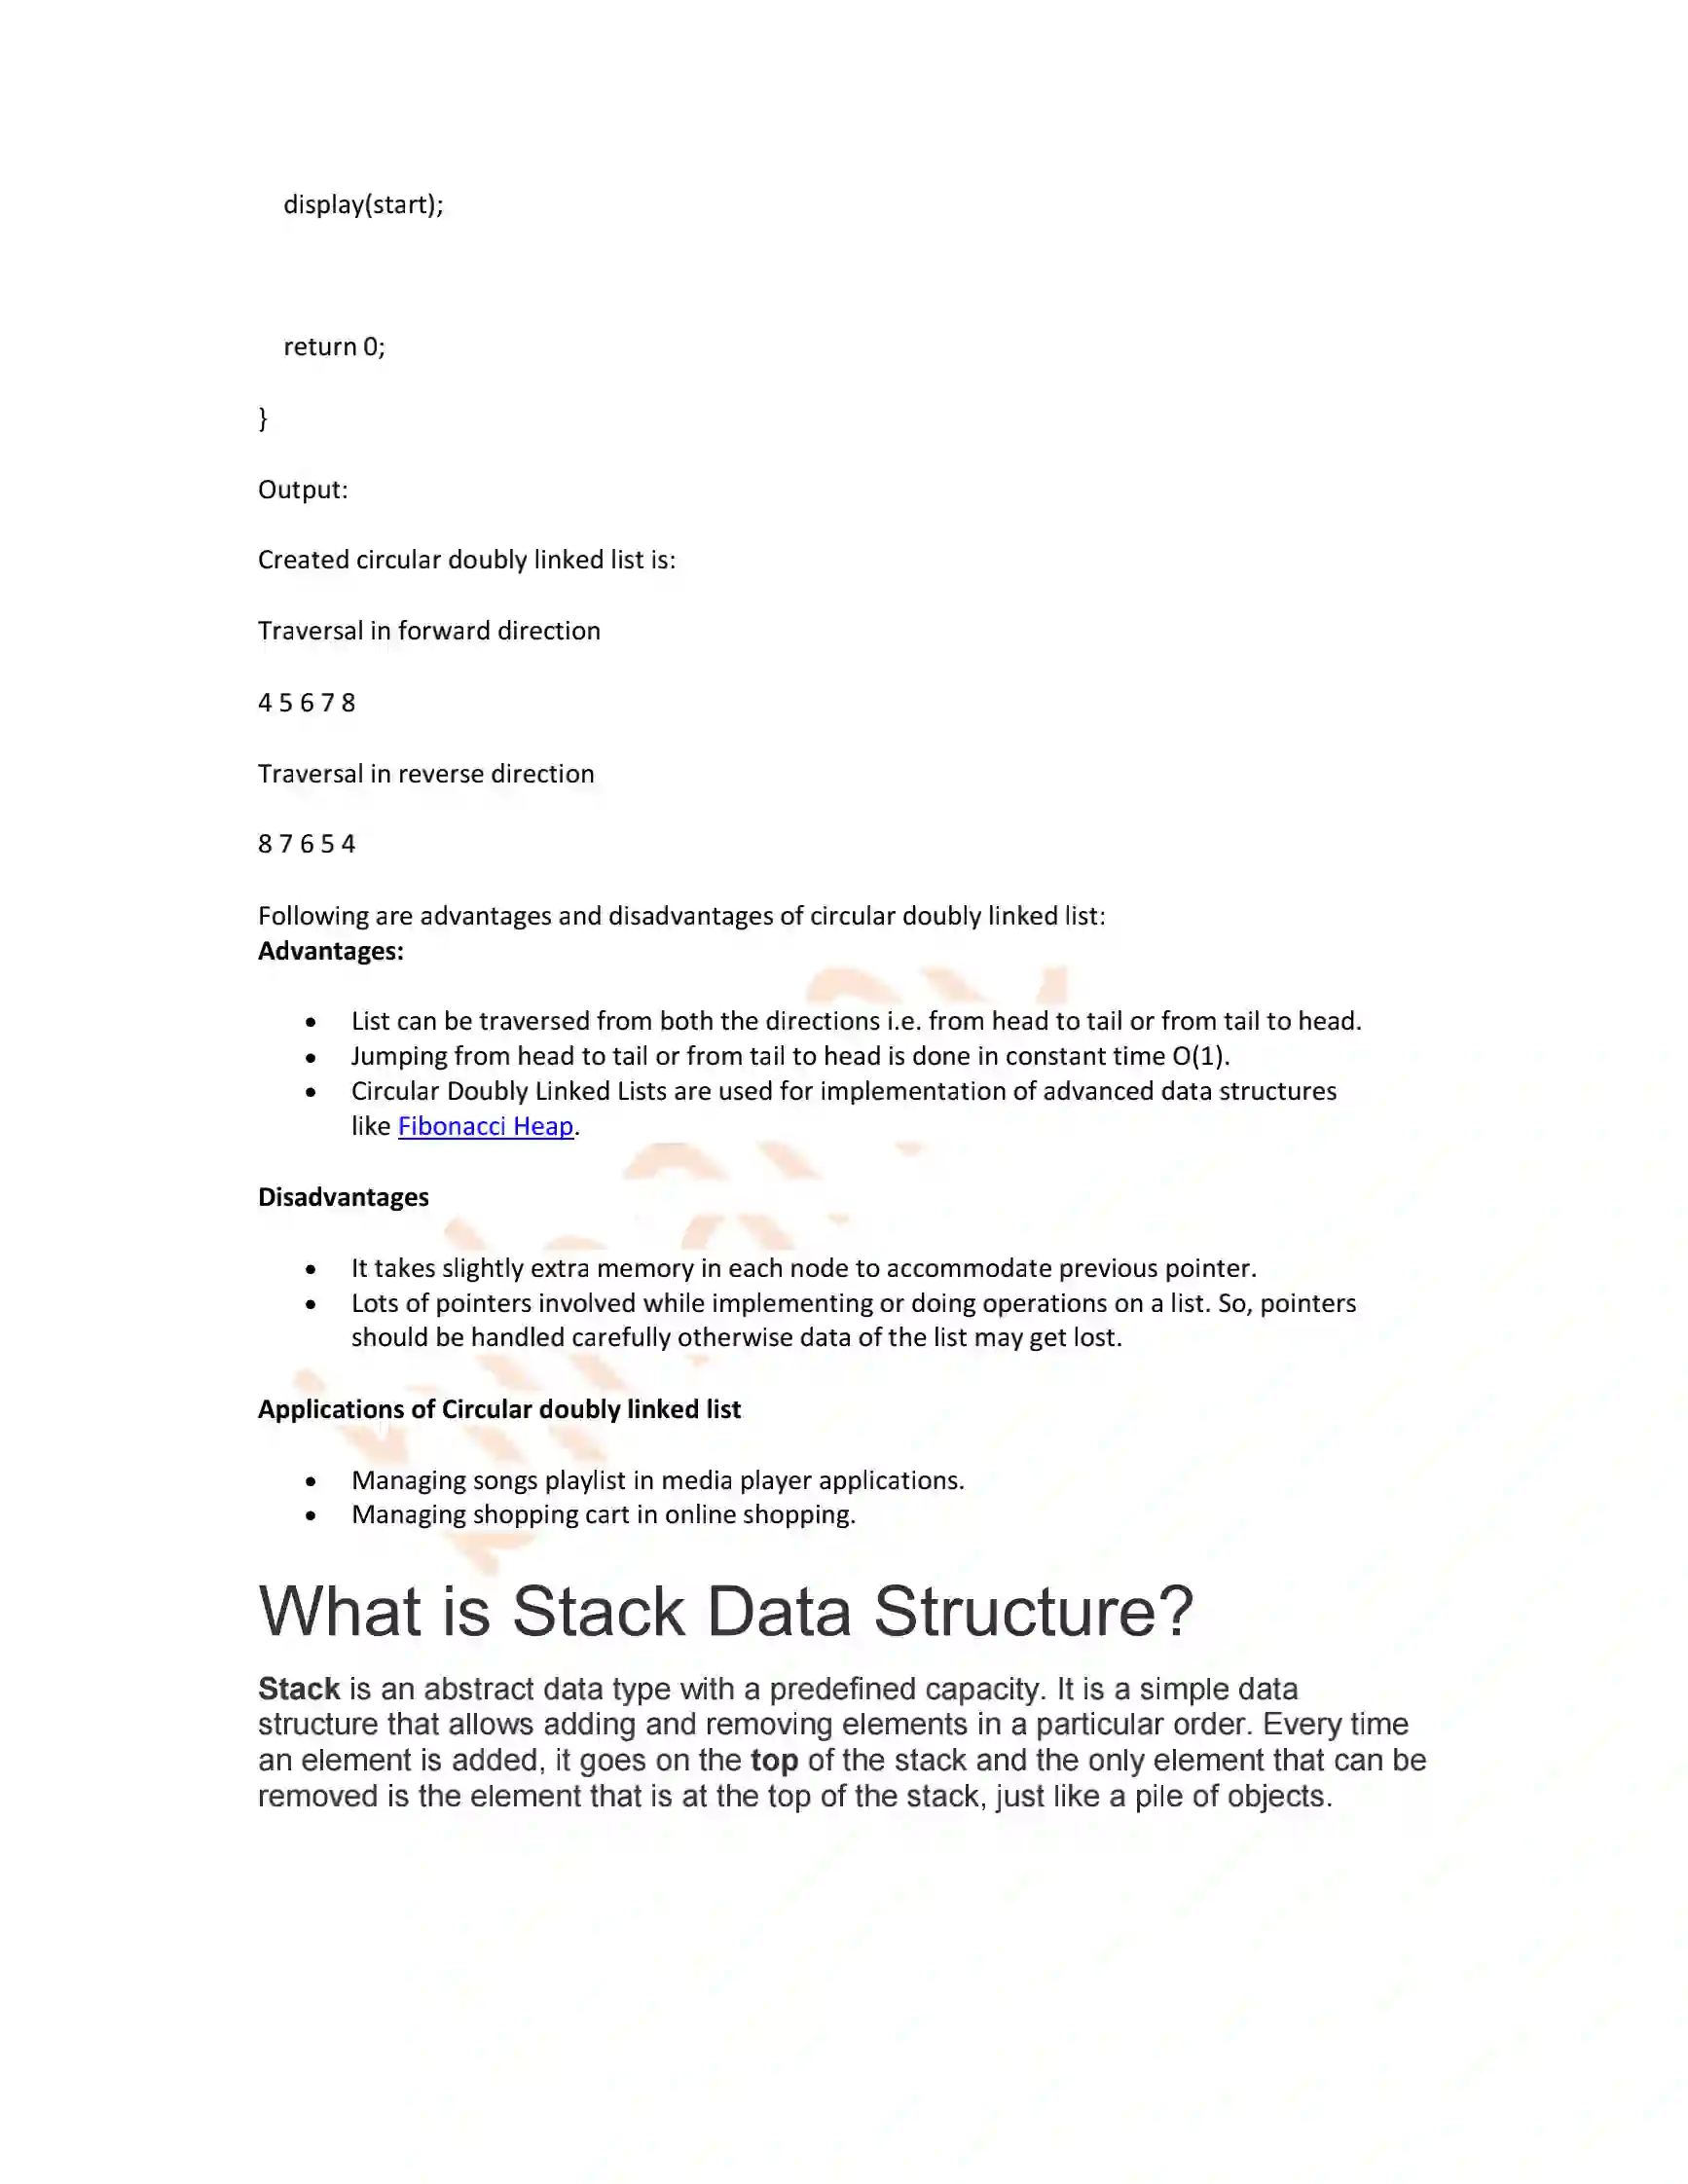 display(start);
return 0;
}
Output:
Created circular doubly linked list is:
Traversal in forward direction
4 5 6 7 8
Traversal in reverse direction
8 7 6 5 4
Following are advantages and disadvantages of circular doubly linked list:
Advantages:
• List can be traversed from both the directions i.e. from head to tail or from tail to head.
• Jumping from head to tail or from tail to head is done in constant time O(1).
• Circular Doubly Linked Lists are used for implementation of advanced data structures
like Fibonacci Heap.
Disadvantages
• It takes slightly extra memory in each node to accommodate previous pointer.
• Lots of pointers involved while implementing or doing operations on a list. So, pointers
should be handled carefully otherwise data of the list may get lost.
Applications of Circular doubly linked list
• Managing songs playlist in media player applications.
• Managing shopping cart in online shopping.
What is Stack Data Structure?
Stack is an abstract data type with a predefined capacity. It is a simple data
structure that allows adding and removing elements in a particular order. Every time
an element is added, it goes on the top of the stack and the only element that can be
removed is the element that is at the top of the stack, just like a pile of objects.